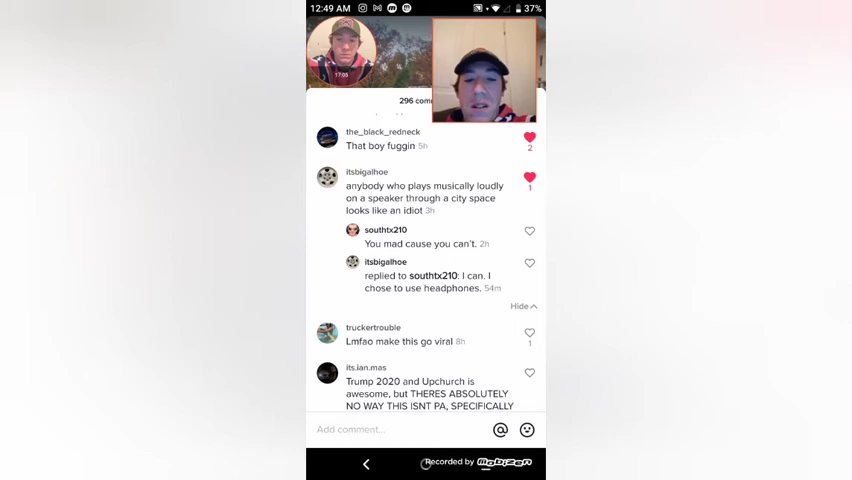 12:49 AM
37%
17:05
296 com
the_black_redneck
That boy fuggin 5h
2
itsbigalhoe
anybody who plays musically loudly
on a speaker through a city space
looks like an idiot 3h
1
southtx210
You mad cause you can't. 2h
itsbigalhoe
replied to southtx210: I can. I
chose to use headphones. 54m
Hide
truckertrouble
Lmfao make this go viral 8h
1
its.ian.mas
Trump 2020 and Upchurch is
awesome, but THERES ABSOLUTELY
NO WAY THIS ISNT PA, SPECIFICALLY
Add comment...
Recorded by Mobizen